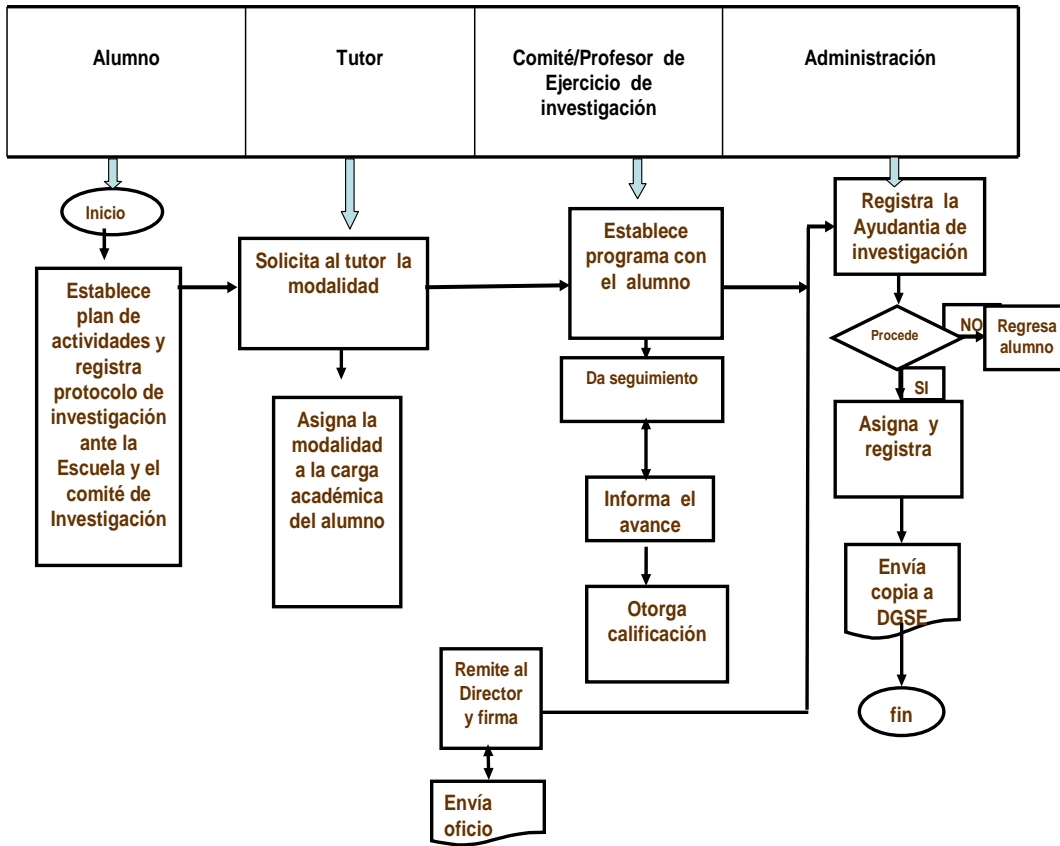 Alumno
Tutor
Comité/Profesor de
Ejercicio de
investigación
Administración
Inicio
Establece
plan de
actividades y
registra
protocolo de
investigación
ante la
Escuela y el
comité de
Investigación
Solicita al tutor la
modalidad
Asigna la
modalidad
a la carga
académica
del alumno
Establece
programa con
el alumno
Da seguimiento
Informa el
avance
Otorga
calificación
Remite al
Director
y firma
Envía
oficio
Registra la
Ayudantia de
investigación
Procede
NO
Regresa
alumno
SI
Asigna y
registra
Envía
copia a
DGSE
fin